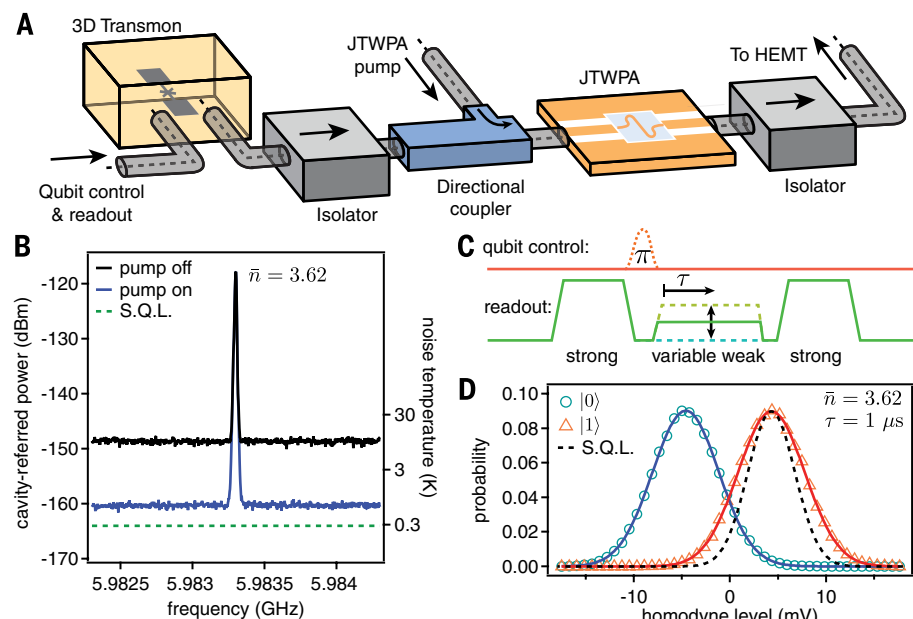 A
3D Transmon
JTWPA
pump
JTWPA
To HEMT
Qubit control
& readout
Isolator
Directional
coupler
Isolator
B
-120
-130
-140
-150
-160
-170
cavity-referred power (dBm)
pump off
pump on
S.Q.L.
n̄ = 3.62
30
3
0.3
noise temperature (K)
5.9825
5.983
5.9835
5.984
frequency (GHz)
C
qubit control:
π
τ
readout:
strong
variable weak
strong
D
0.10
0.08
0.06
0.04
0.02
0.00
probability
|0⟩
|1⟩
S.Q.L.
n̄ = 3.62
τ = 1 μs
-10
0
10
homodyne level (mV)